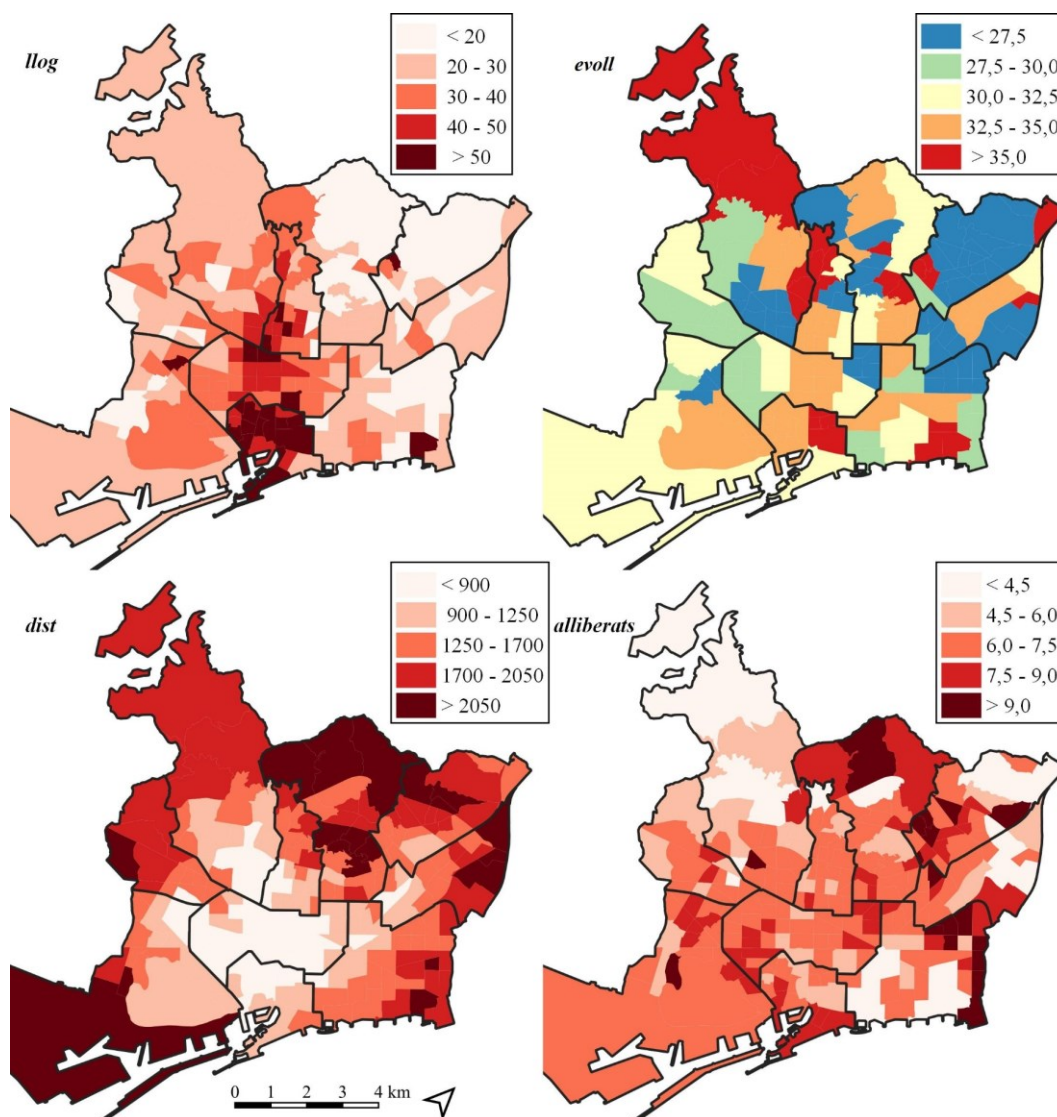 llog
< 20
20 - 30
30 - 40
40 - 50
> 50
evoll
< 27,5
27,5 - 30,0
30,0 - 32,5
32,5 - 35,0
> 35,0
dist
< 900
900 - 1250
1250 - 1700
1700 - 2050
> 2050
alliberats
< 4,5
4,5 - 6,0
6,0 - 7,5
7,5 - 9,0
> 9,0
0 1 2 3 4 km